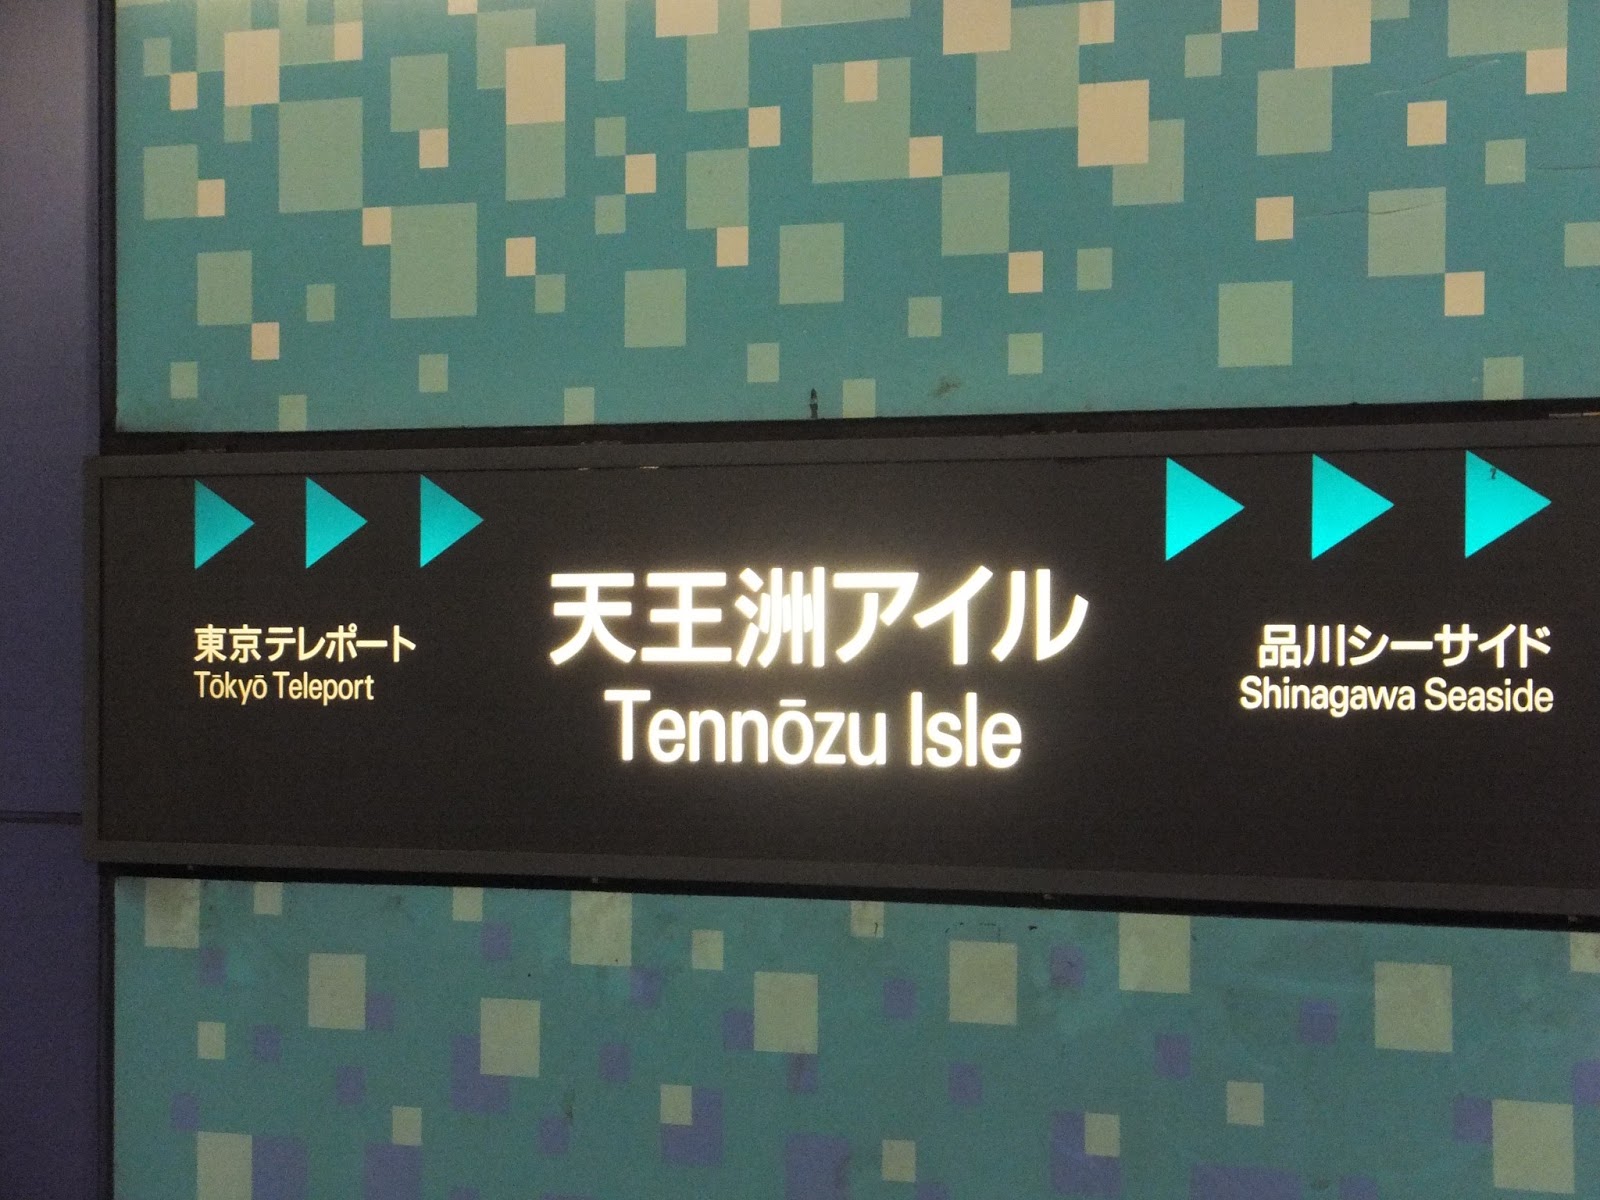 東京テレポート
Tōkyō Teleport
天王洲アイル
Tennōzu Isle
品川シーサイド
Shinagawa Seaside